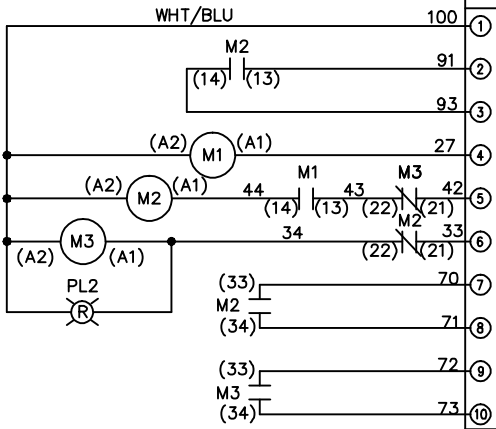 WHT/BLU 100 1
M2
(14) (13) 91 2
93 3
(A2) M1 (A1) 27 4
M1 M3
(A2) M2 (A1) 44 (14) (13) 43 (22) (21) 42 5
M2
(A2) M3 (A1) 34 (22) (21) 33 6
PL2
R
(33) 70 7
M2
(34) 71 8
(33) 72 9
M3
(34) 73 10